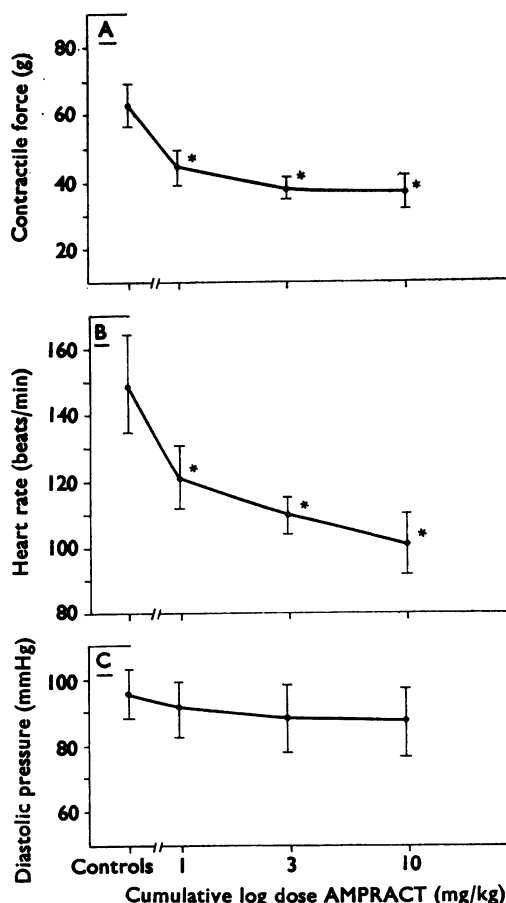 A
Contractile force (g)
80
60
40
20
*
*
*
B
Heart rate (beats/min)
160
140
120
100
80
*
*
*
C
Diastolic pressure (mmHg)
100
80
60
Controls 1 3 10
Cumulative log dose AMPRACT (mg/kg)